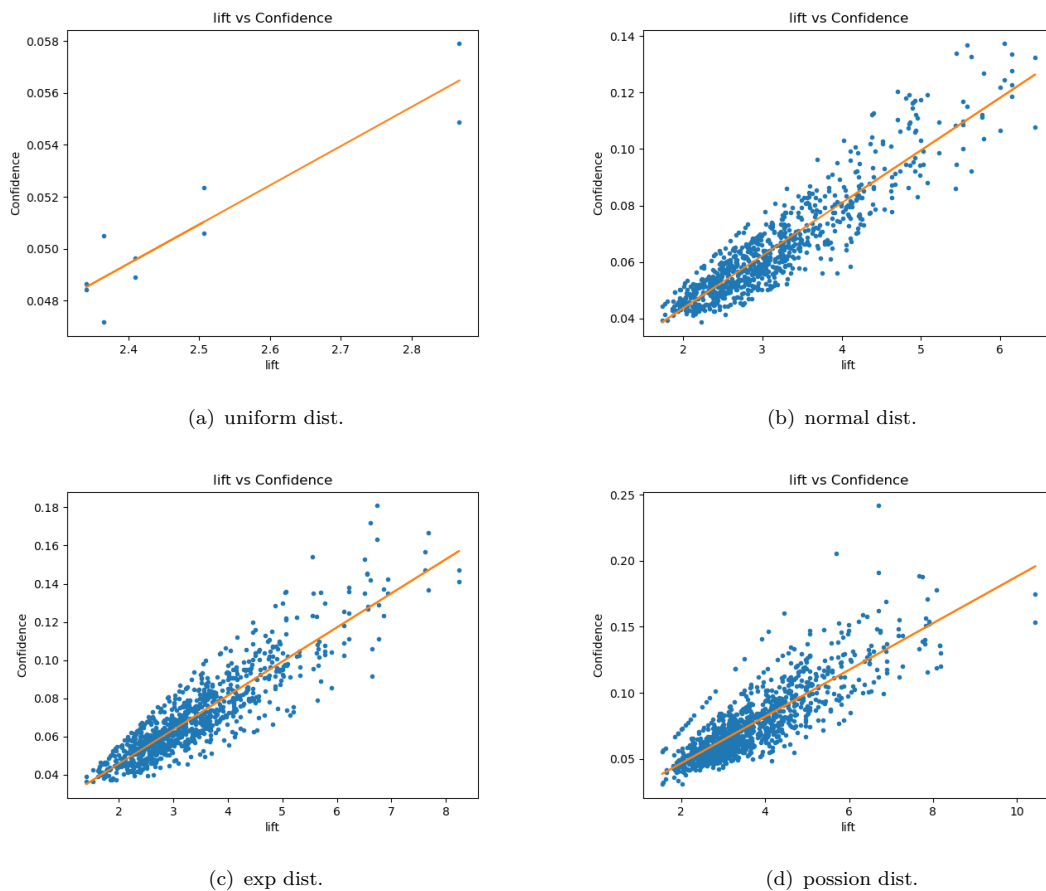 lift vs Confidence
0.058
0.056
0.054
0.052
0.050
0.048
Confidence
2.4 2.5 2.6 2.7 2.8
lift
(a) uniform dist.
lift vs Confidence
0.14
0.12
0.10
0.08
0.06
0.04
Confidence
2 3 4 5 6
lift
(b) normal dist.
lift vs Confidence
0.18
0.16
0.14
0.12
0.10
0.08
0.06
0.04
Confidence
2 3 4 5 6 7 8
lift
(c) exp dist.
lift vs Confidence
0.25
0.20
0.15
0.10
0.05
Confidence
2 4 6 8 10
lift
(d) possion dist.